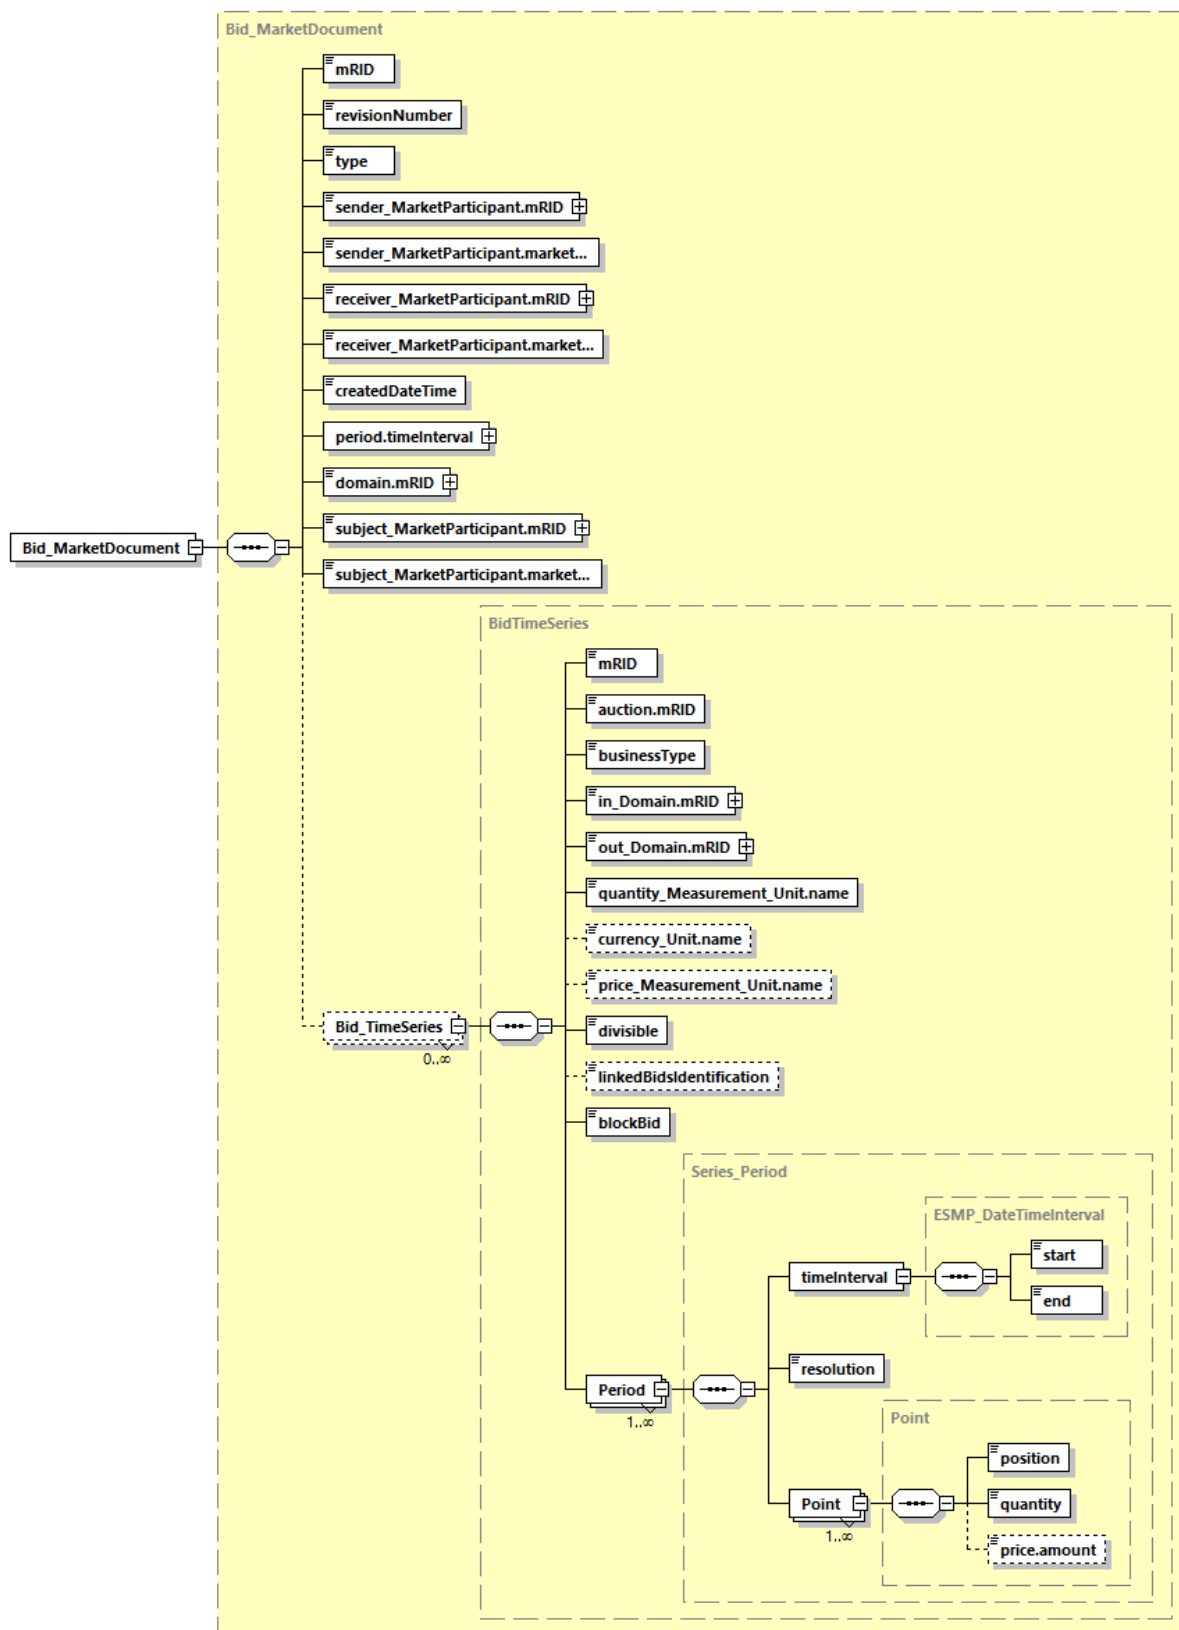 Bid_MarketDocument
mRID
revisionNumber
type
sender_MarketParticipant.mRID
sender_MarketParticipant.market...
receiver_MarketParticipant.mRID
receiver_MarketParticipant.market...
createdDateTime
period.timeInterval
domain.mRID
subject_MarketParticipant.mRID
Bid_MarketDocument
subject_MarketParticipant.market...
BidTimeSeries
mRID
auction.mRID
businessType
in_Domain.mRID
out_Domain.mRID
quantity_Measurement_Unit.name
currency_Unit.name
price_Measurement_Unit.name
Bid_TimeSeries
0..∞
divisible
linkedBidsIdentification
blockBid
Series_Period
ESMP_DateTimeInterval
start
timeInterval
end
resolution
Period
1..∞
Point
position
Point
1..∞
quantity
price.amount